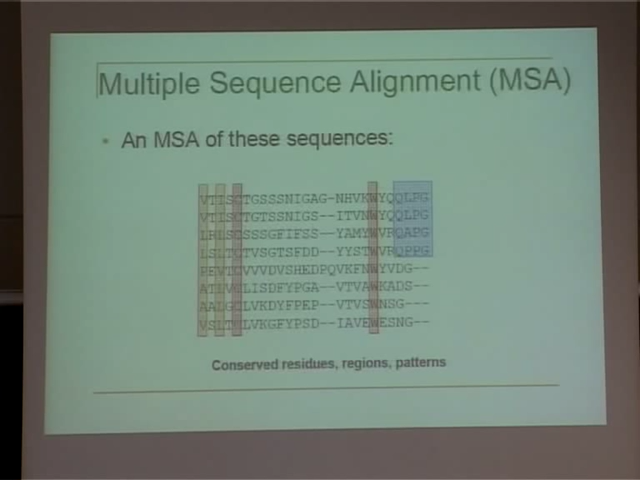 Multiple Sequence Alignment (MSA)
• An MSA of these sequences:
VTISCTGSSSNIGAG-NHVKWYQQLPG
VTISCTGTSSNIGS--ITVNWYQQLPG
LRLSCSSSGFIFSS--YAMYWVRQAPG
LSLTCTVSGTSFDD--YYSTWVRQPPG
PEVTCVVVDVSHEDPQVKFNWYVDG--
ATLVCLISDFYPGA--VTVAWKADS--
AALGCLVKDYFPEP--VTVSWNSG---
VSLTCLVKGFYPSD--IAVEWESNG--
Conserved residues, regions, patterns